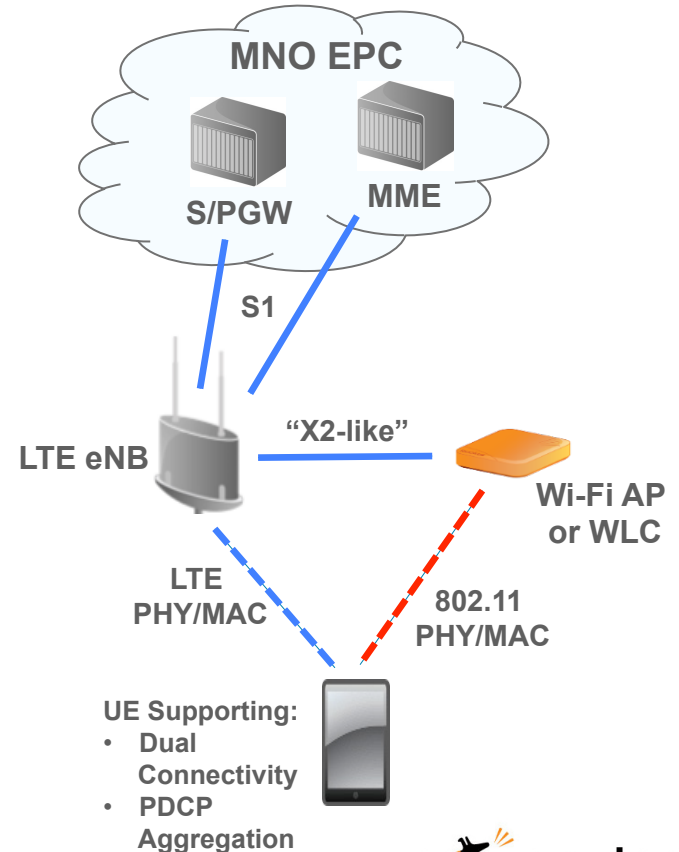 MNO EPC
S/PGW
MME
S1
“X2-like”
LTE eNB
Wi-Fi AP
or WLC
LTE
PHY/MAC
802.11
PHY/MAC
UE Supporting:
• Dual
Connectivity
• PDCP
Aggregation